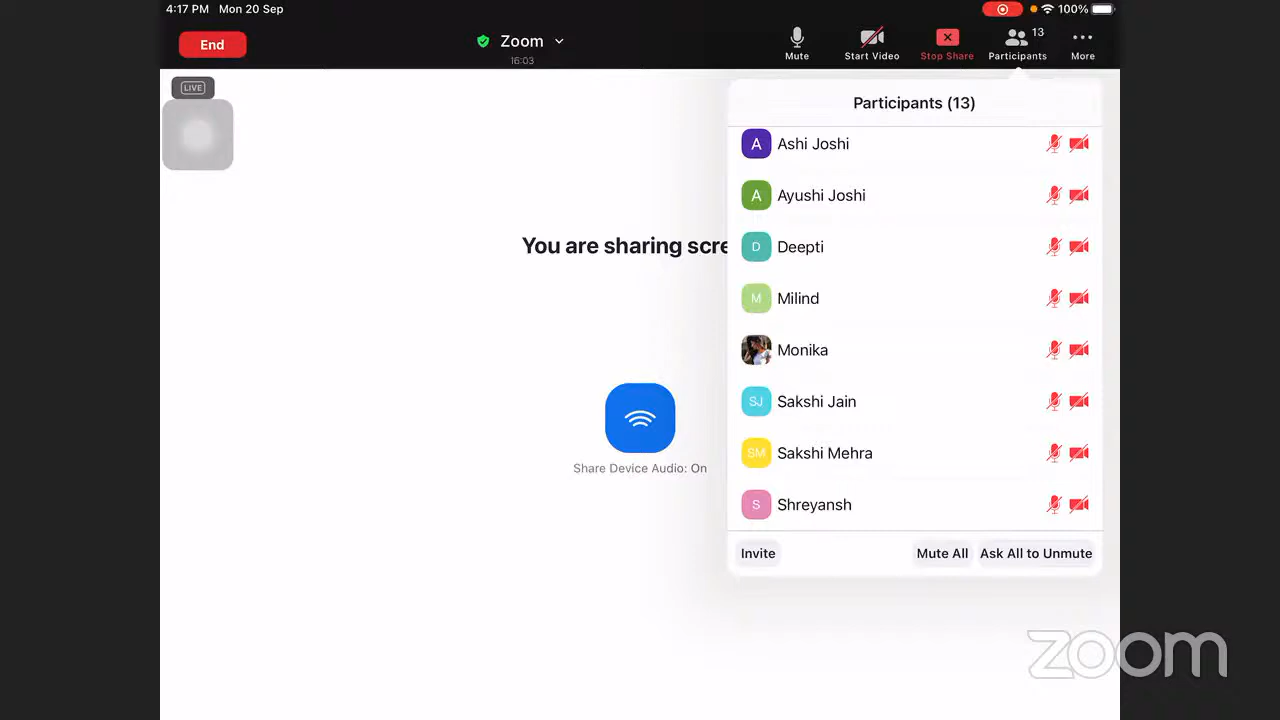 4:17 PM Mon 20 Sep
100%
End
Zoom
16:03
Mute
Start Video
Stop Share
13
Participants
More
LIVE
Participants (13)
A Ashi Joshi
A Ayushi Joshi
D Deepti
M Milind
Monika
SJ Sakshi Jain
SM Sakshi Mehra
S Shreyansh
You are sharing scre
Share Device Audio: On
Invite
Mute All
Ask All to Unmute
zoom